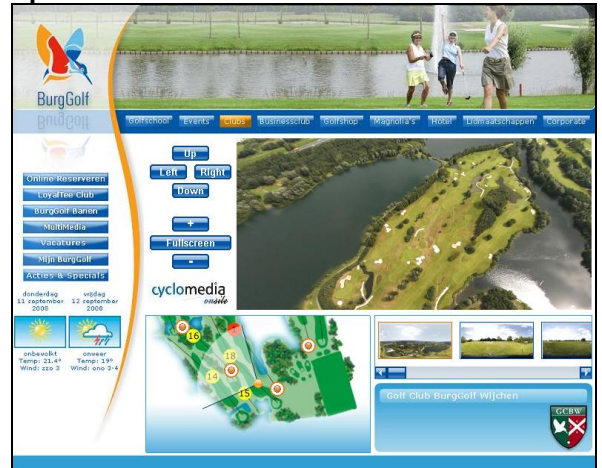 BurgGolf
Golfschool Events Clubs Businessclub Golfshop Magnolia's Hotel Lidmaatschappen Corporate
Online Reserveren
LoyalTee Club
BurgGolf Banen
MultiMedia
Vacatures
Mijn BurgGolf
Acties & Specials
donderdag
11 september
2008
onbevolkt
Temp: 21.4°
Wind: zzo 3
vrijdag
12 september
2008
onweer
Temp: 19°
Wind: ono 3-4
Up
Left Right
Down
+
Fullscreen
-
cyclomedia
onsite
16
18
14
15
Golf Club BurgGolf Wijchen
GCBW